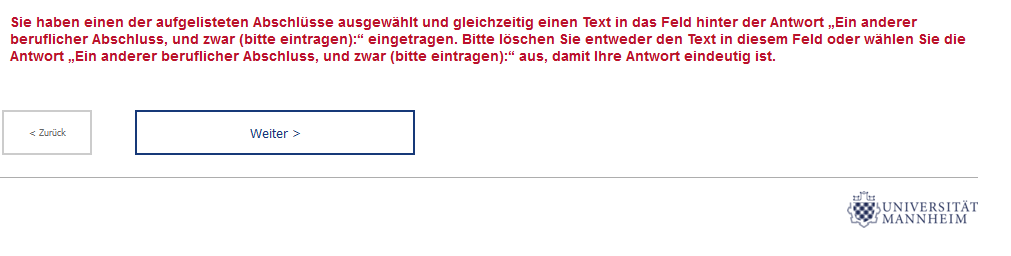 Sie haben einen der aufgelisteten Abschlüsse ausgewählt und gleichzeitig einen Text in das Feld hinter der Antwort „Ein anderer
beruflicher Abschluss, und zwar (bitte eintragen):“ eingetragen. Bitte löschen Sie entweder den Text in diesem Feld oder wählen Sie die
Antwort „Ein anderer beruflicher Abschluss, und zwar (bitte eintragen):“ aus, damit Ihre Antwort eindeutig ist.
< Zurück
Weiter >
UNIVERSITÄT
MANNHEIM